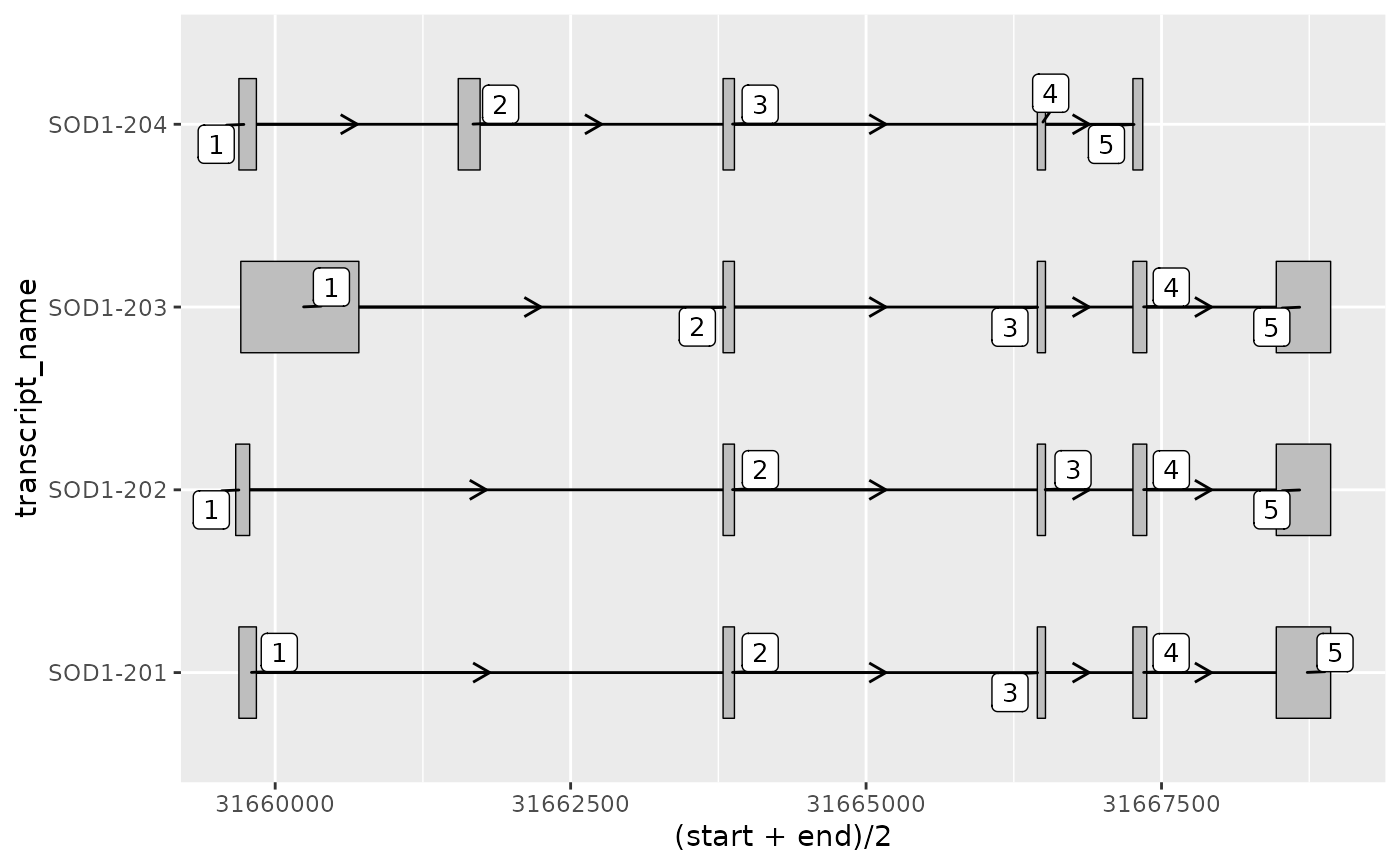 4
2 3
SOD1-204
1 5
1 4
SOD1-203
2 3 5
2 3 4
SOD1-202
1 5
1 2 4 5
SOD1-201
3
31660000 31662500 31665000 31667500
(start + end)/2
transcript_name